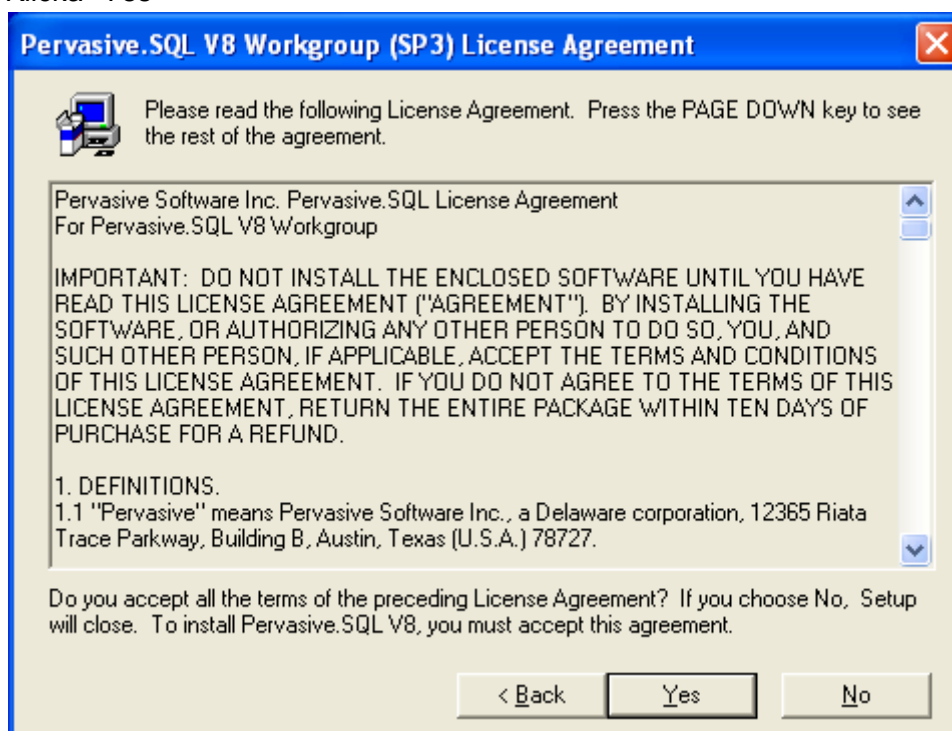 Pervasive.SQL V8 Workgroup (SP3) License Agreement
Please read the following License Agreement.  Press the PAGE DOWN key to see
the rest of the agreement.
Pervasive Software Inc. Pervasive.SQL License Agreement
For Pervasive.SQL V8 Workgroup
IMPORTANT:  DO NOT INSTALL THE ENCLOSED SOFTWARE UNTIL YOU HAVE
READ THIS LICENSE AGREEMENT ("AGREEMENT").  BY INSTALLING THE
SOFTWARE, OR AUTHORIZING ANY OTHER PERSON TO DO SO, YOU, AND
SUCH OTHER PERSON, IF APPLICABLE, ACCEPT THE TERMS AND CONDITIONS
OF THIS LICENSE AGREEMENT.  IF YOU DO NOT AGREE TO THE TERMS OF THIS
LICENSE AGREEMENT, RETURN THE ENTIRE PACKAGE WITHIN TEN DAYS OF
PURCHASE FOR A REFUND.
1. DEFINITIONS.
1.1 "Pervasive" means Pervasive Software Inc., a Delaware corporation, 12365 Riata
Trace Parkway, Building B, Austin, Texas (U.S.A.) 78727.
Do you accept all the terms of the preceding License Agreement?  If you choose No,  Setup
will close.  To install Pervasive.SQL V8, you must accept this agreement.
< Back
Yes
No